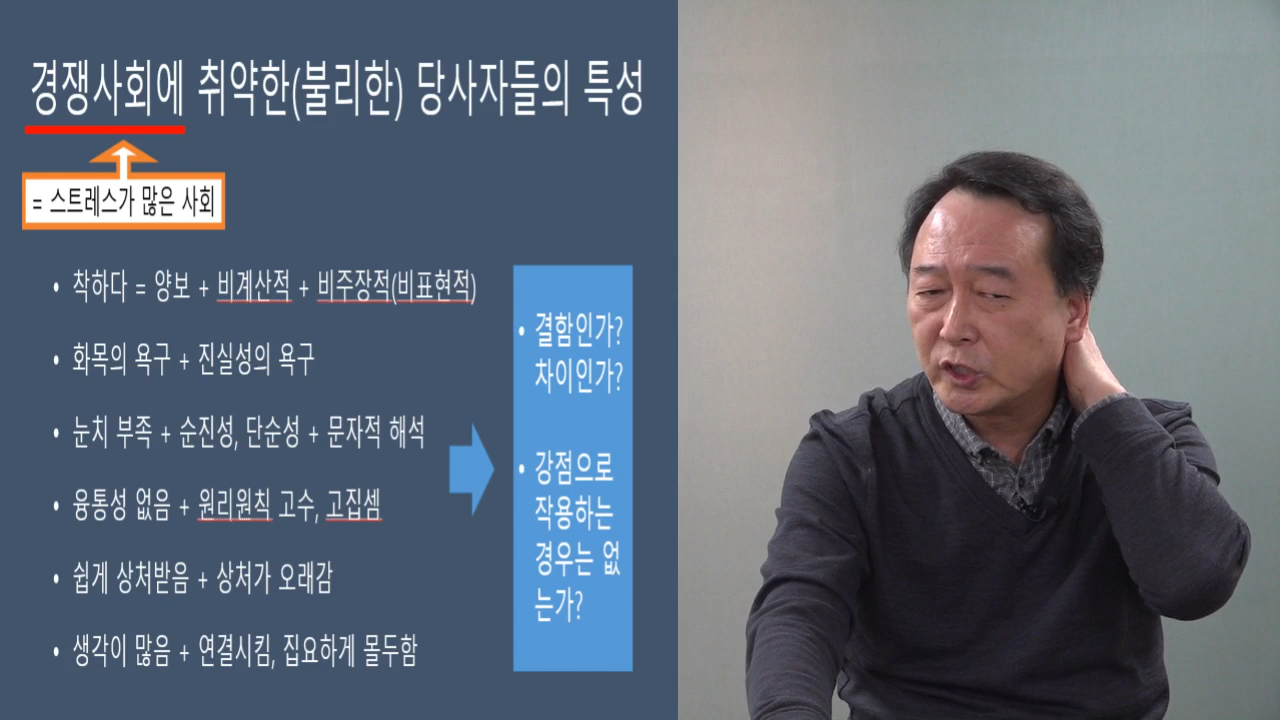 경쟁사회에 취약한(불리한) 당사자들의 특성
= 스트레스가 많은 사회
• 착하다 = 양보 + 비계산적 + 비주장적(비표현적)
• 화목의 욕구 + 진실성의 욕구
• 눈치 부족 + 순진성, 단순성 + 문자적 해석
• 융통성 없음 + 원리원칙 고수, 고집셈
• 쉽게 상처받음 + 상처가 오래감
• 생각이 많음 + 연결시킴, 집요하게 몰두함
• 결함인가?
차이인가?
• 강점으로
작용하는
경우는 없
는가?